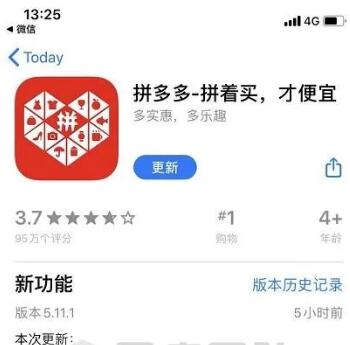 13:25
4G
微信
Today
拼
拼多多-拼着买，才便宜
多实惠，多乐趣
更新
3.7
#1
4+
95万个评分
购物
年龄
新功能
版本历史记录
版本 5.11.1
5小时前
本次更新：